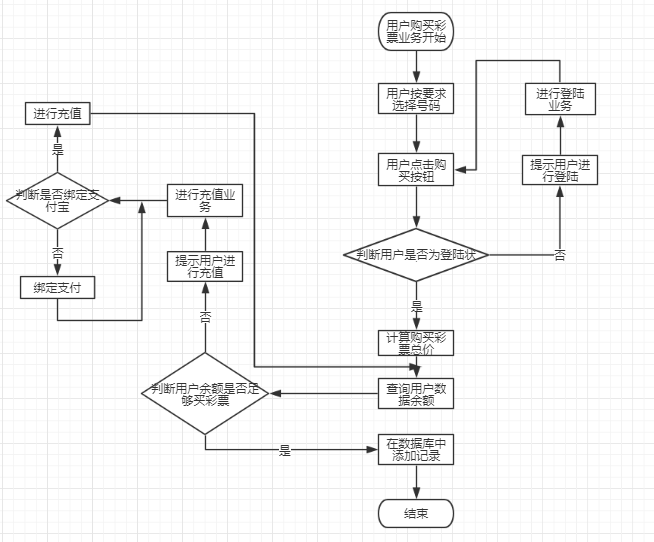 用户购买彩
票业务开始
用户按要求
选择号码
进行登陆
业务
进行充值
是
用户点击购
买按钮
提示用户进
行登陆
判断是否绑定支
付宝
进行充值业
务
判断用户是否为登陆状
否
否
提示用户进
行充值
绑定支付
是
否
计算购买彩
票总价
判断用户余额是否足
够买彩票
查询用户数
据余额
是
在数据库中
添加记录
结束